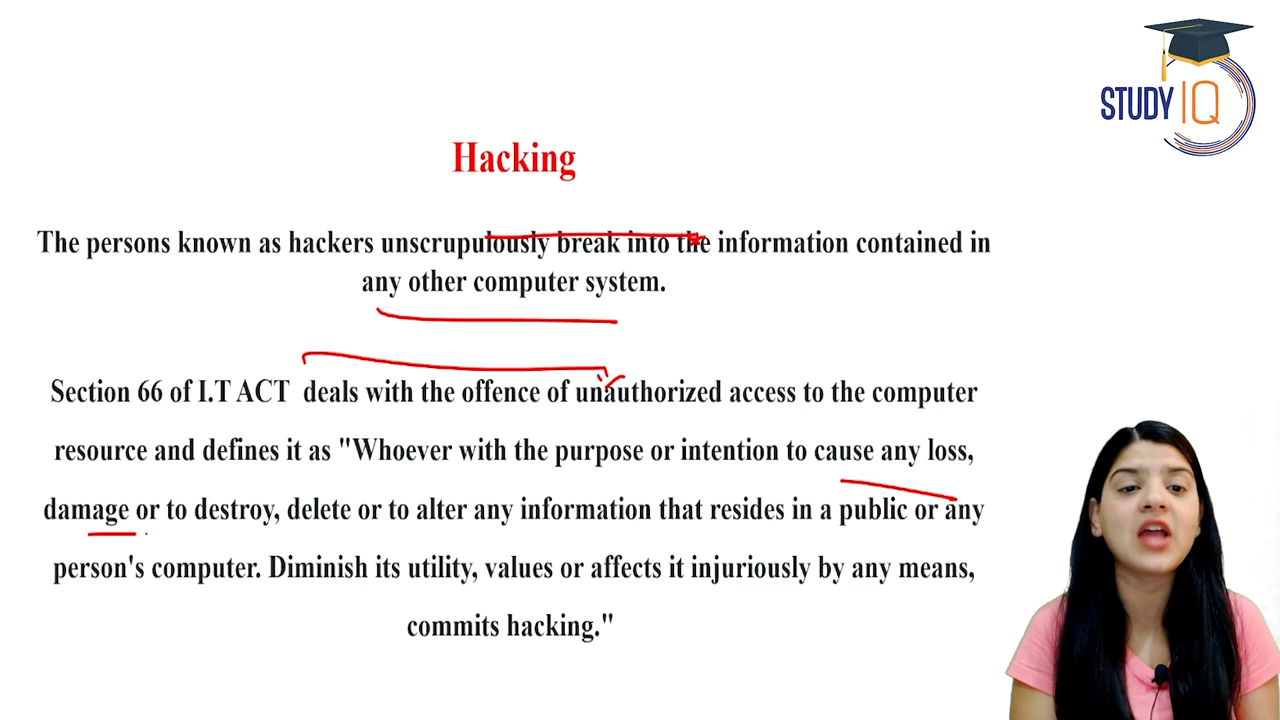 STUDY IQ
Hacking
The persons known as hackers unscrupulously break into the information contained in
any other computer system.
Section 66 of I.T ACT deals with the offence of unauthorized access to the computer
resource and defines it as "Whoever with the purpose or intention to cause any loss,
damage or to destroy, delete or to alter any information that resides in a public or any
person's computer. Diminish its utility, values or affects it injuriously by any means,
commits hacking."